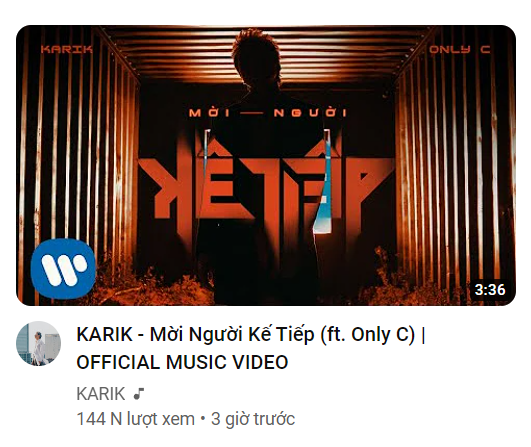 KARIK ONLY C
MỜI — NGƯỜI
KẾ TIẾP
3:36
KARIK - Mời Người Kế Tiếp (ft. Only C) |
OFFICIAL MUSIC VIDEO
KARIK
144 N lượt xem • 3 giờ trước